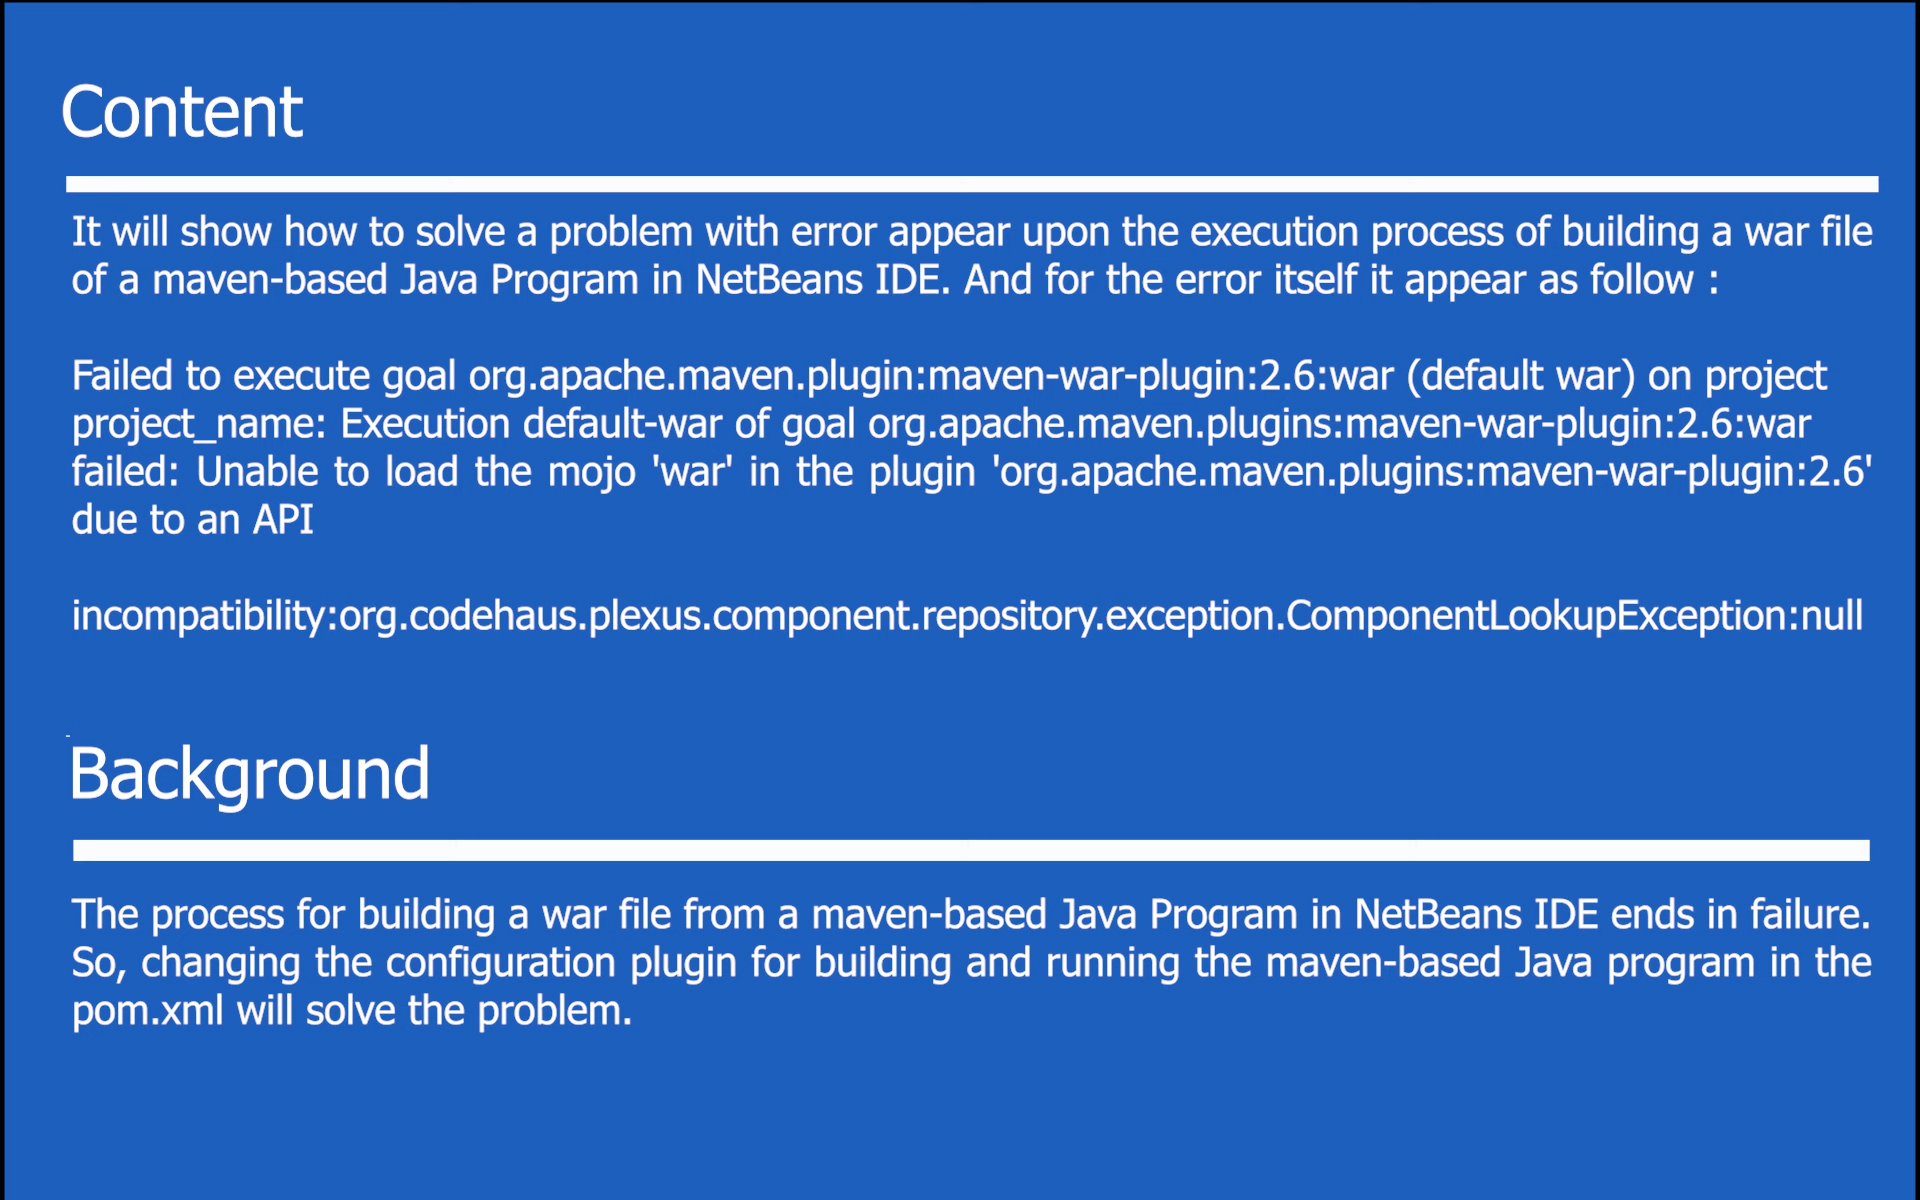 Content
It will show how to solve a problem with error appear upon the execution process of building a war file
of a maven-based Java Program in NetBeans IDE. And for the error itself it appear as follow :
Failed to execute goal org.apache.maven.plugin:maven-war-plugin:2.6:war (default war) on project
project_name: Execution default-war of goal org.apache.maven.plugins:maven-war-plugin:2.6:war
failed: Unable to load the mojo 'war' in the plugin 'org.apache.maven.plugins:maven-war-plugin:2.6'
due to an API
incompatibility:org.codehaus.plexus.component.repository.exception.ComponentLookupException:null
Background
The process for building a war file from a maven-based Java Program in NetBeans IDE ends in failure.
So, changing the configuration plugin for building and running the maven-based Java program in the
pom.xml will solve the problem.